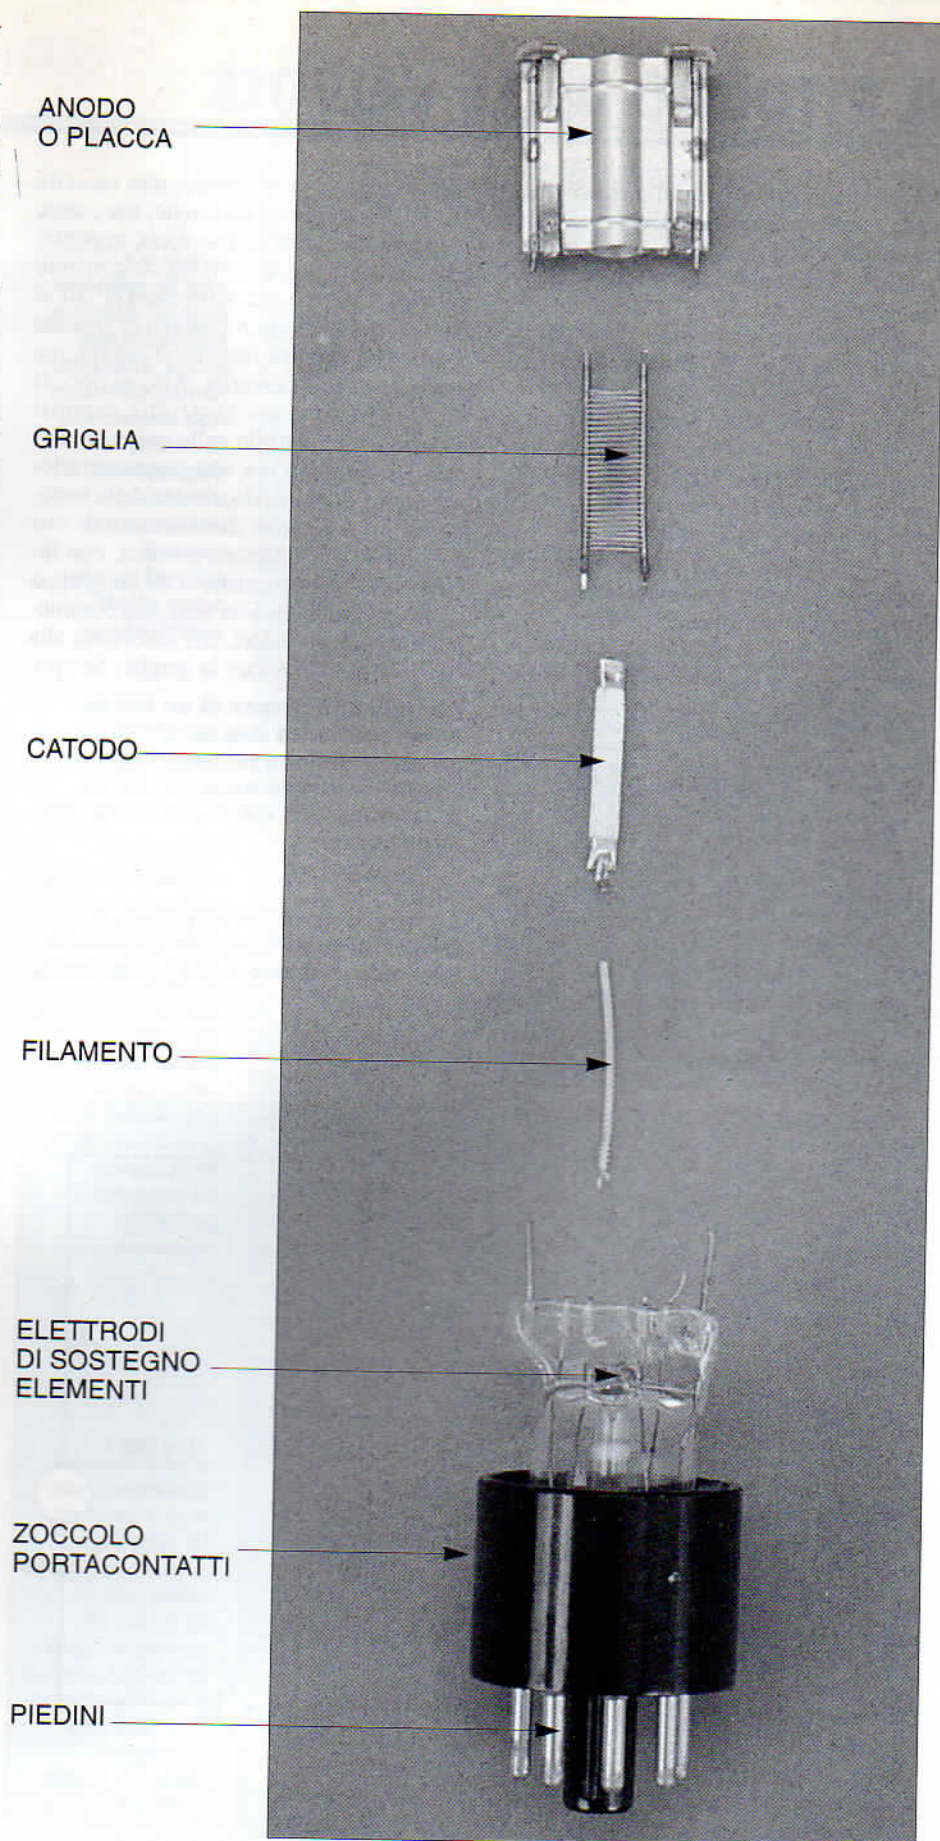 ANODO
O PLACCA
GRIGLIA
CATODO
FILAMENTO
ELETTRODI
DI SOSTEGNO
ELEMENTI
ZOCCOLO
PORTACONTATTI
PIEDINI